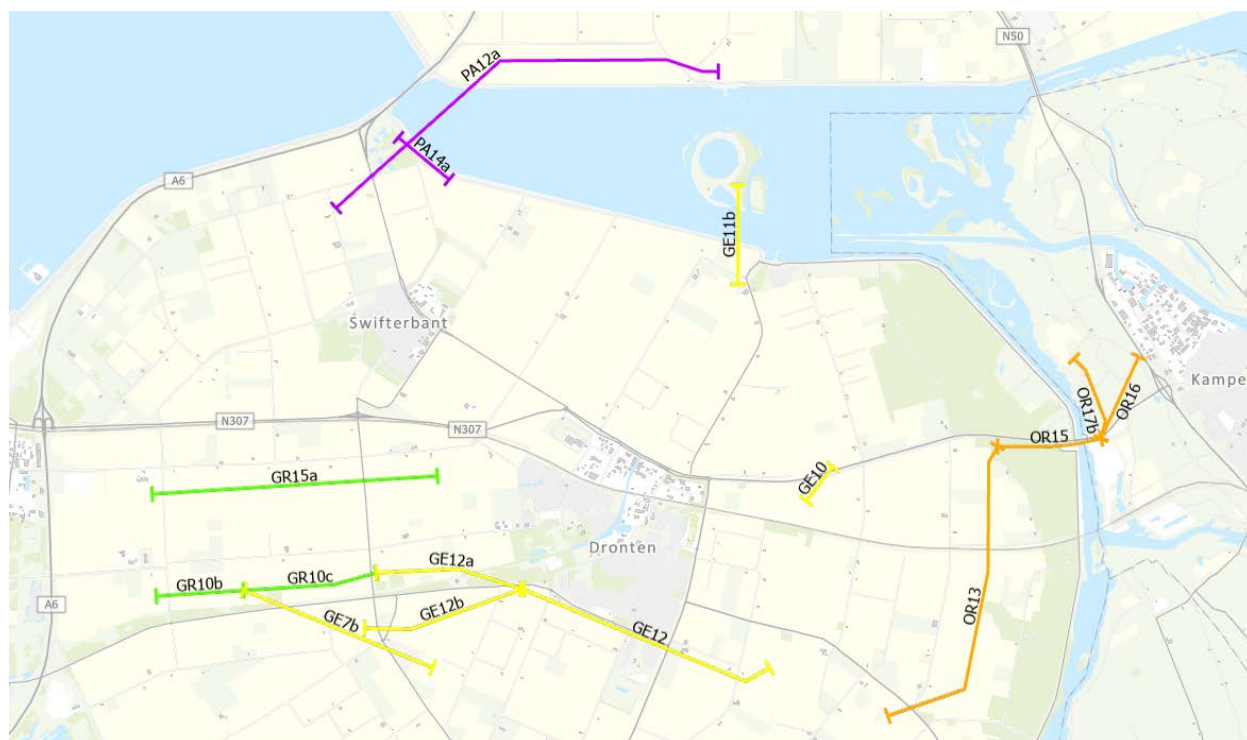 N50
PA12a
PA14a
A6
GE11b
Swifterbant
Kampe
OR17b
OR16
N307
N307
OR15
GR15a
GE10
Dronten
GE12a
GR10b
GR10c
A6
GE12b
GE7b
GE12
OR13